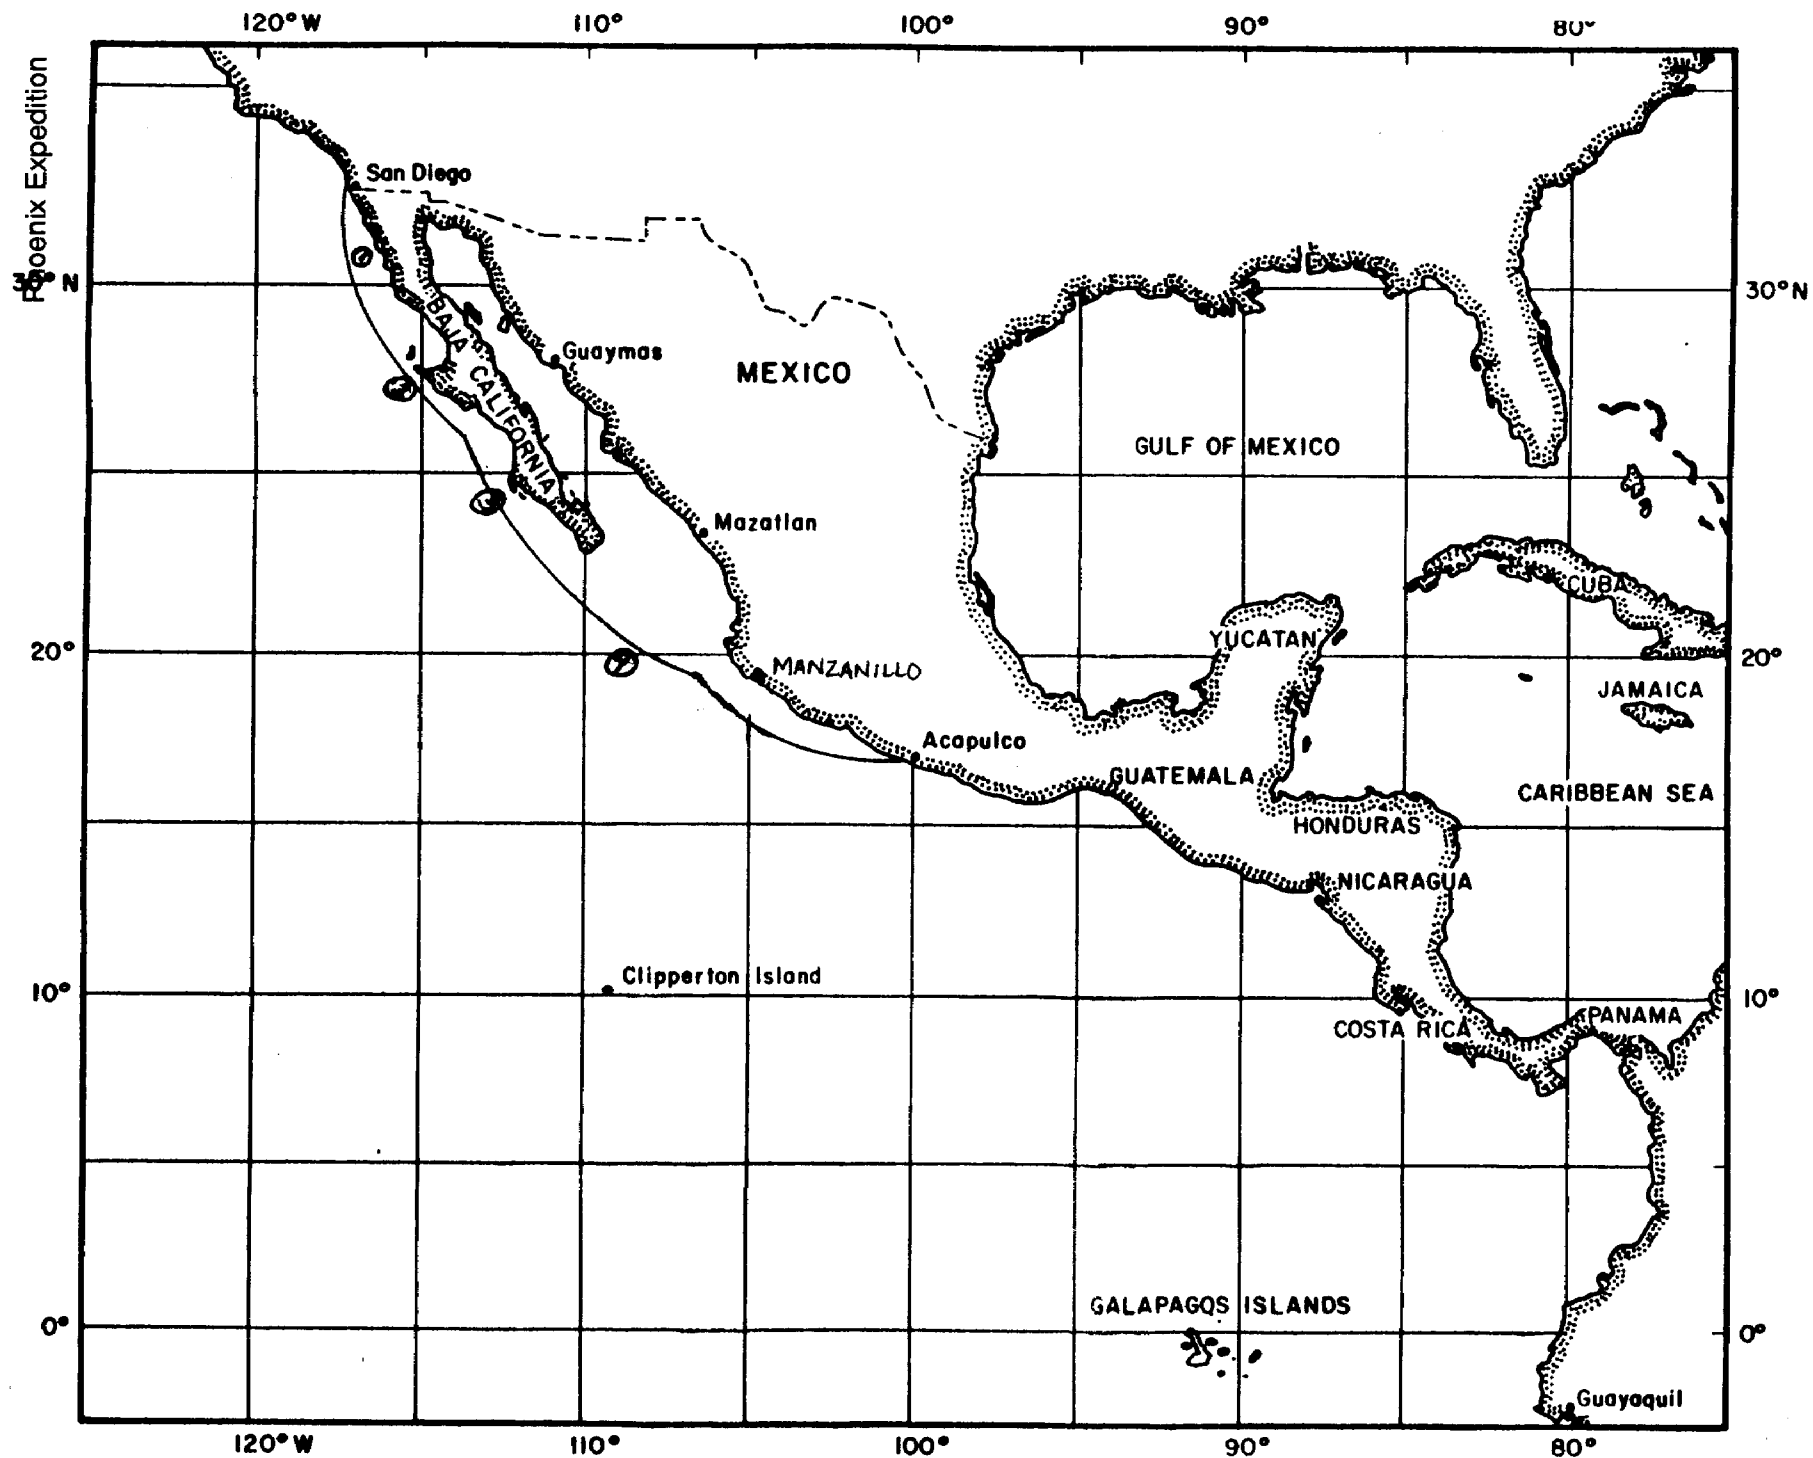 120° W 110° 100° 90° 80°
Phoenix Expedition
San Diego
30° N
30° N
BAJA CALIFORNIA
Guaymas
MEXICO
GULF OF MEXICO
Mazatlan
CUBA
YUCATAN
20°
20°
MANZANILLO
JAMAICA
Acapulco
GUATEMALA
CARIBBEAN SEA
HONDURAS
NICARAGUA
Clipperton Island
10°
10°
PANAMA
COSTA RICA
GALAPAGOS ISLANDS
0°
0°
Guayaquil
120° W 110° 100° 90° 80°